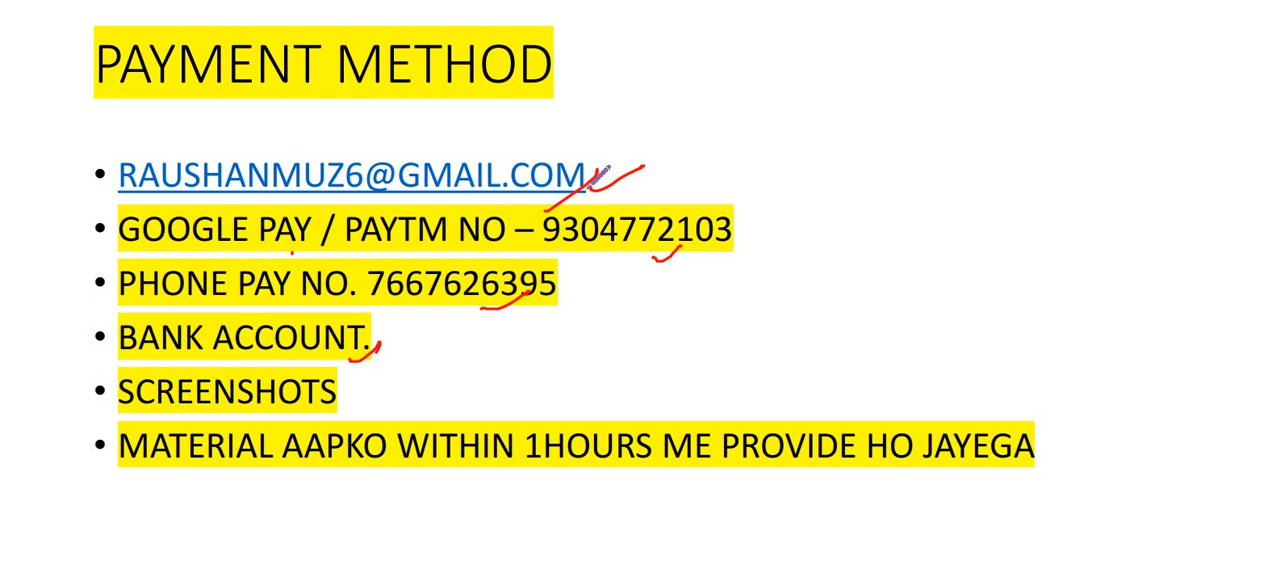 PAYMENT METHOD
• RAUSHANMUZ6@GMAIL.COM
• GOOGLE PAY / PAYTM NO – 9304772103
• PHONE PAY NO. 7667626395
• BANK ACCOUNT.
• SCREENSHOTS
• MATERIAL AAPKO WITHIN 1HOURS ME PROVIDE HO JAYEGA